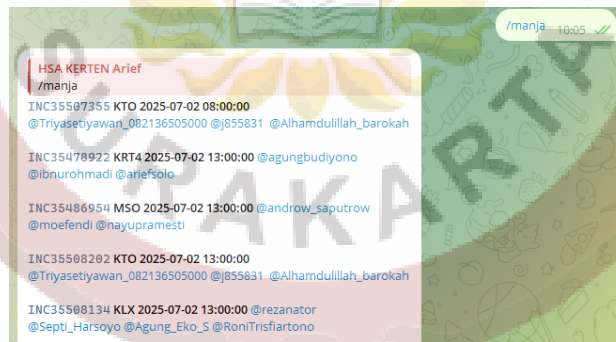 /manja 10:05
HSA KERTEN Arief
/manja
INC35507355 KTO 2025-07-02 08:00:00
@Triyasetiyawan_082136505000 @j855831 @Alhamdulillah_barokah
INC35478922 KRT4 2025-07-02 13:00:00 @agungbudiyono
@ibnurohmadi @ariefsolo
INC35486954 MSO 2025-07-02 13:00:00 @androw_saputrow
@moefendi @nayupramesti
INC35508202 KTO 2025-07-02 13:00:00
@Triyasetiyawan_082136505000 @j855831 @Alhamdulillah_barokah
INC35508134 KLX 2025-07-02 13:00:00 @rezanator
@Septi_Harsoyo @Agung_Eko_S @RoniTrisfiartono
SURAKARTA